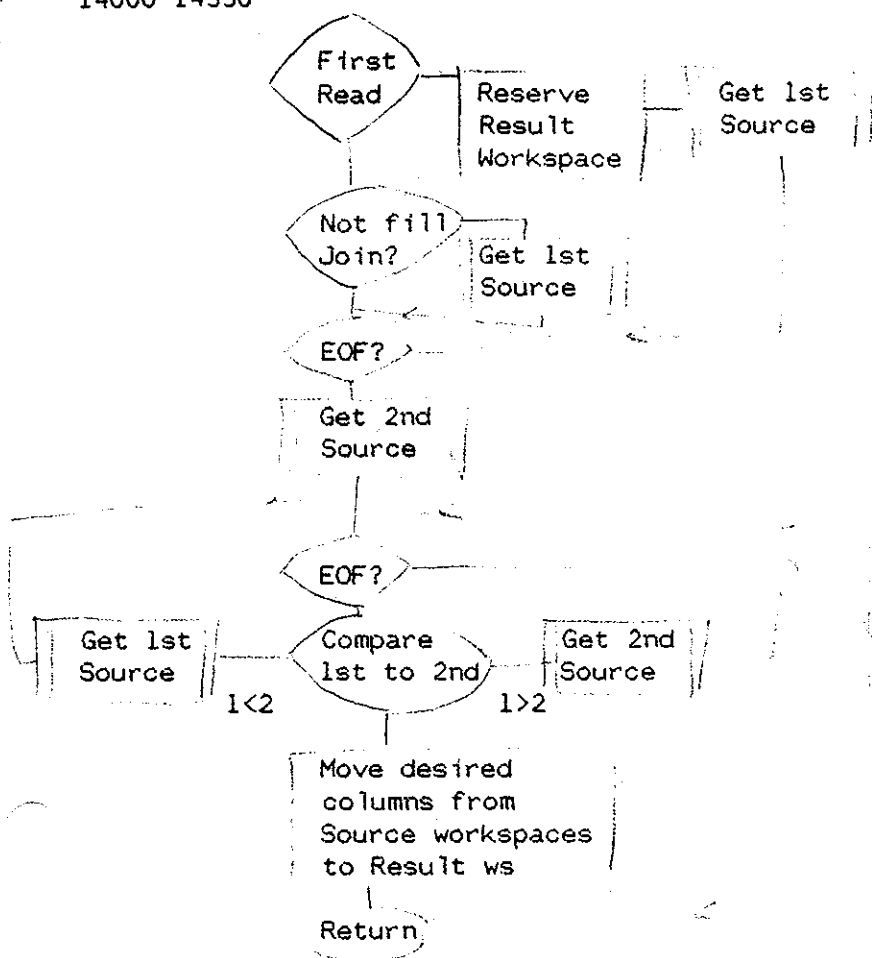 14000 14550
First
Read
Reserve
Result
Workspace
Get 1st
Source
Not fill
Join?
Get 1st
Source
EOF?
Get 2nd
Source
EOF?
Get 1st
Source
1<2
Compare
1st to 2nd
1>2
Get 2nd
Source
Move desired
columns from
Source workspaces
to Result ws
Return